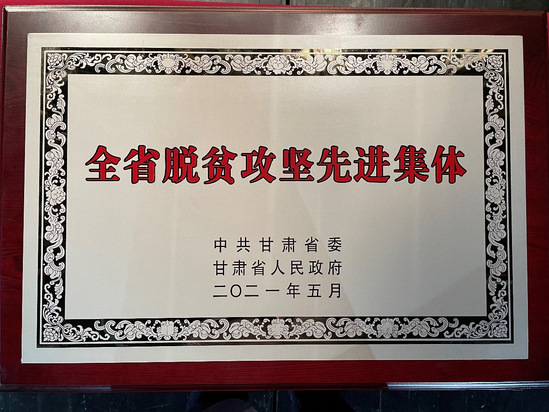 全省脱贫攻坚先进集体
中共甘肃省委
甘肃省人民政府
二〇二一年五月